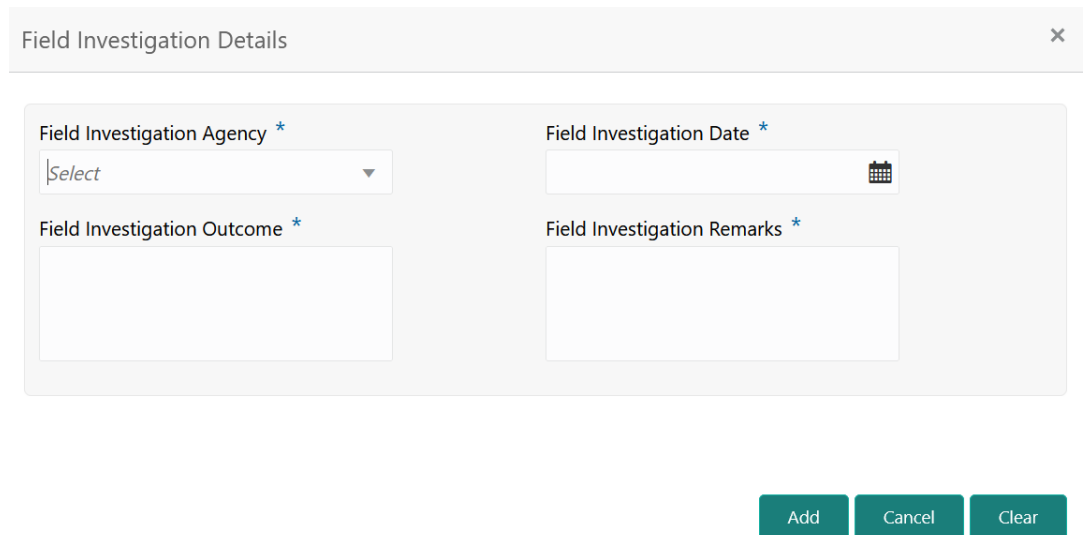 Field Investigation Details ×
Field Investigation Agency * Field Investigation Date *
Select
Field Investigation Outcome * Field Investigation Remarks *
Add Cancel Clear